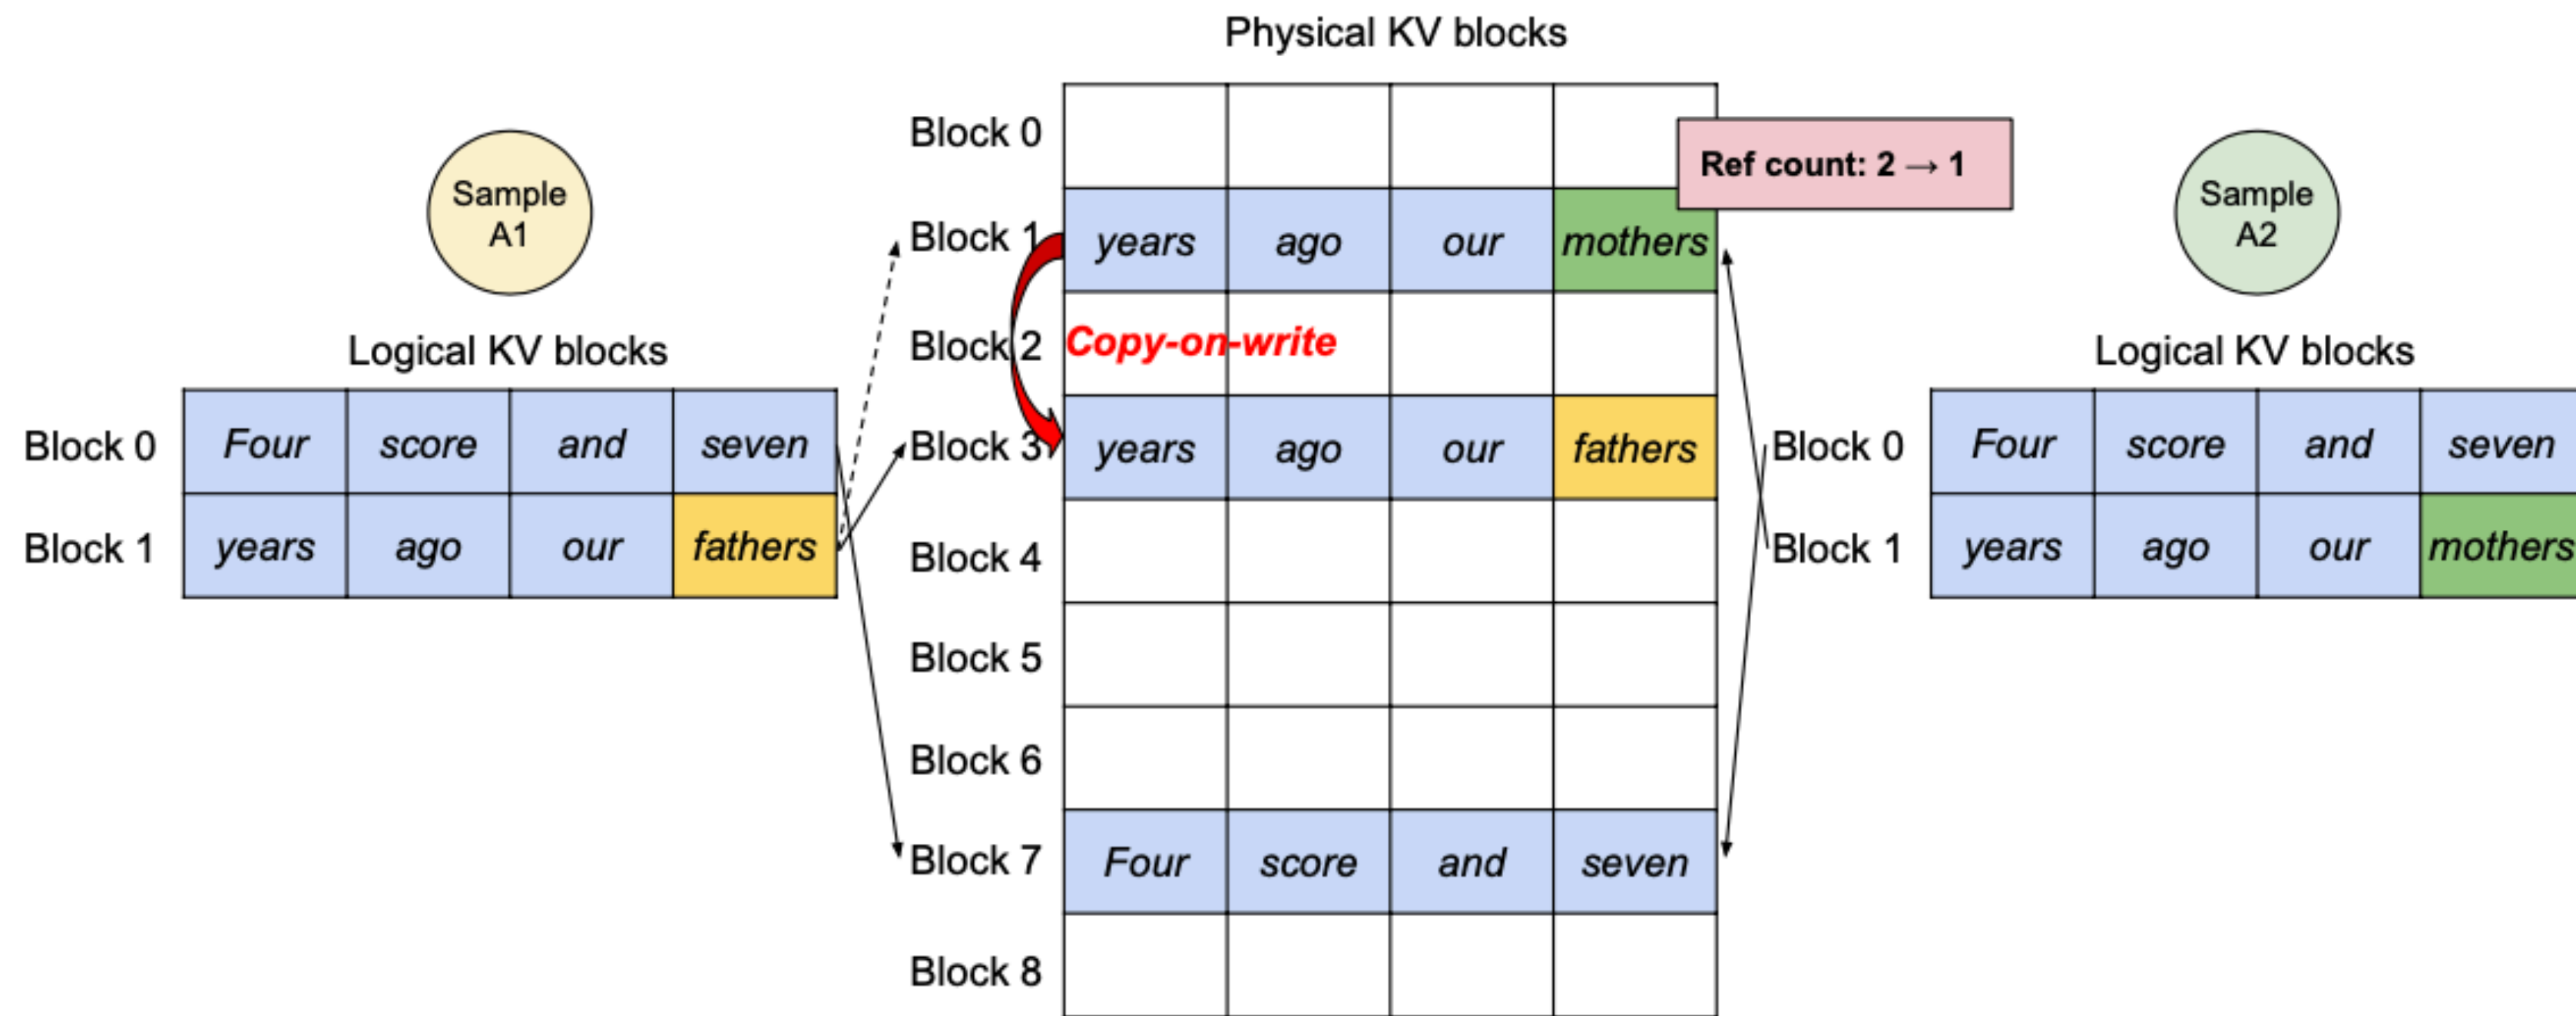 Physical KV blocks
Block 0
Ref count: 2 → 1
Sample
A1
Sample
A2
Block 1 years ago our mothers
Block 2 Copy-on-write
Logical KV blocks
Logical KV blocks
Block 0 Four score and seven
Block 3 years ago our fathers
Block 0 Four score and seven
Block 1 years ago our fathers
Block 4
Block 1 years ago our mothers
Block 5
Block 6
Block 7 Four score and seven
Block 8